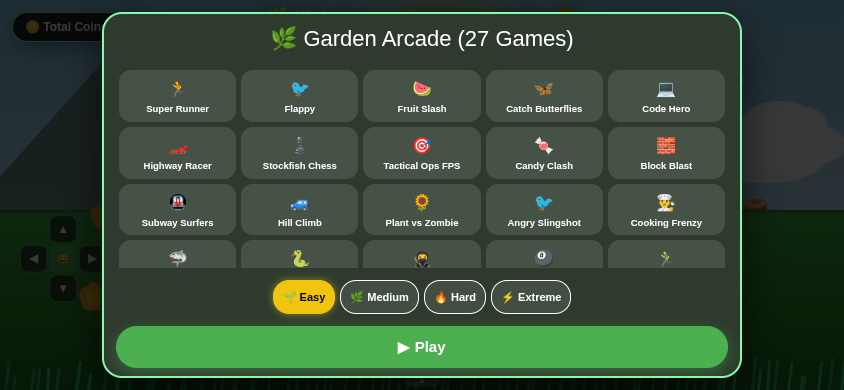 Total Coin
🌿 Garden Arcade (27 Games)
Super Runner
Flappy
Fruit Slash
Catch Butterflies
Code Hero
Highway Racer
Stockfish Chess
Tactical Ops FPS
Candy Clash
Block Blast
Subway Surfers
Hill Climb
Plant vs Zombie
Angry Slingshot
Cooking Frenzy
🌱 Easy
🌿 Medium
🔥 Hard
⚡ Extreme
▶ Play